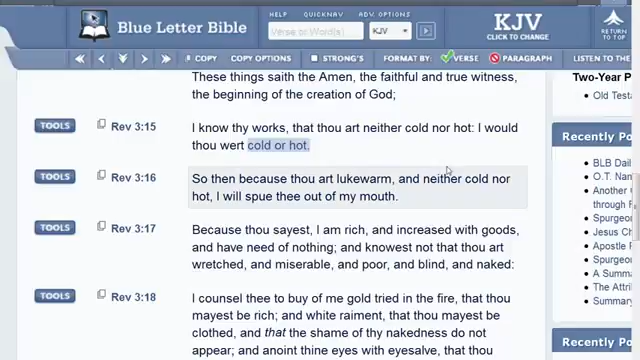 HELP QUICKNAV ADV. OPTIONS
Blue Letter Bible
Verse or Word(s)
KJV
KJV
CLICK TO CHANGE
RETURN
TO TOP
COPY COPY OPTIONS STRONG'S FORMAT BY: VERSE PARAGRAPH LISTEN TO THE
These things saith the Amen, the faithful and true witness,
the beginning of the creation of God;
TOOLS Rev 3:15 I know thy works, that thou art neither cold nor hot: I would
thou wert cold or hot.
TOOLS Rev 3:16 So then because thou art lukewarm, and neither cold nor
hot, I will spue thee out of my mouth.
TOOLS Rev 3:17 Because thou sayest, I am rich, and increased with goods,
and have need of nothing; and knowest not that thou art
wretched, and miserable, and poor, and blind, and naked:
TOOLS Rev 3:18 I counsel thee to buy of me gold tried in the fire, that thou
mayest be rich; and white raiment, that thou mayest be
clothed, and that the shame of thy nakedness do not
appear; and anoint thine eyes with eyesalve, that thou
Two-Year P
Old Testa
Recently Po
BLB Dail
O.T. Nam
Another
through F
Spurgeo
Jesus C
Apostle
Spurgeo
A Summa
The Attri
Summary
Recently Po